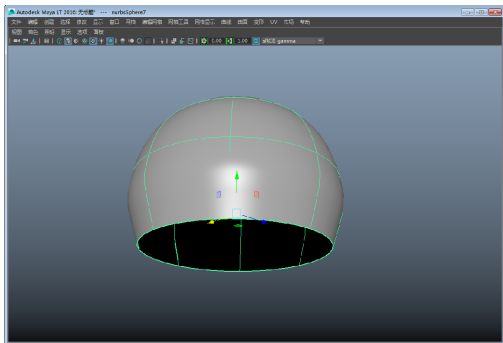 Autodesk Maya LT 2016: 无标题* --- nurbsSphere7
文件 编辑 创建 选择 修改 显示 窗口 导格 编辑网格 网格工具 网格显示 曲线 曲面 变形 UV 左场 帮助
视图 着色 照明 显示 选项 面板
0.00 1.00 sRGB gamma